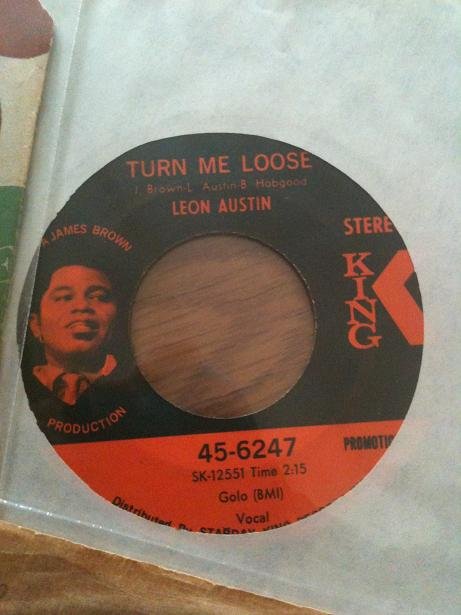 TURN ME LOOSE
J. Brown-L. Austin-B. Hobgood
LEON AUSTIN
A JAMES BROWN
PRODUCTION
STERE
KING
45-6247
PROMOTIO
SK-12551 Time 2:15
Golo (BMI)
Vocal
Distributed By STARDAY KING